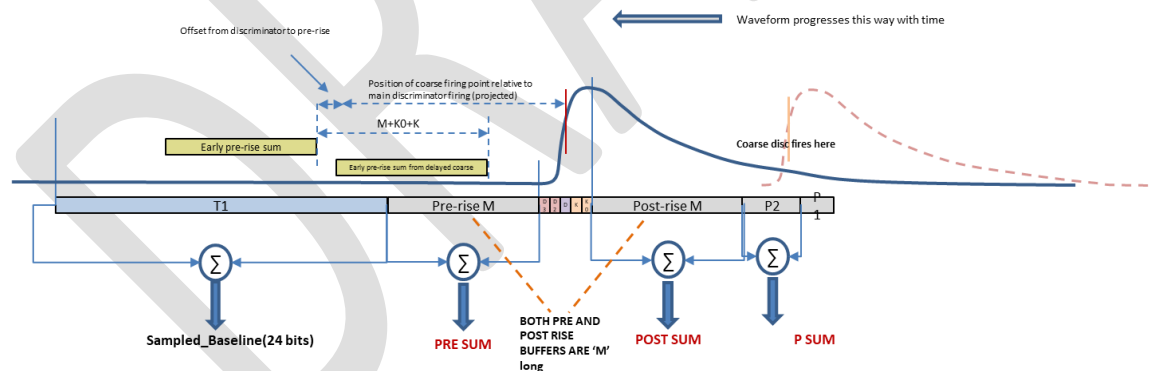 Waveform progresses this way with time
Offset from discriminator to pre-rise
Position of coarse firing point relative to
main discriminator firing (projected)
M+K0+K
Early pre-rise sum
Early pre-rise sum from delayed coarse
Coarse disc fires here
T1
Pre-rise M
D
K
Post-rise M
P2
P
1
∑
∑
∑
∑
Sampled_Baseline(24 bits)
PRE SUM
BOTH PRE AND
POST RISE
BUFFERS ARE ‘M’
long
POST SUM
P SUM
DRA